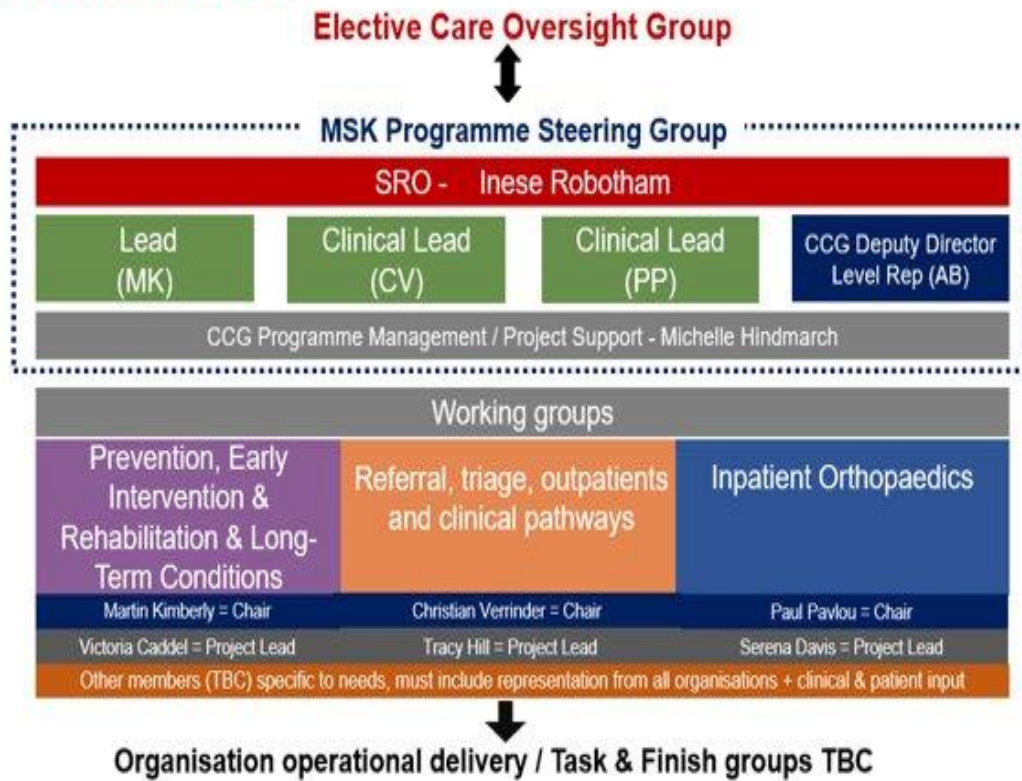 Elective Care Oversight Group
MSK Programme Steering Group
SRO - Inese Robotham
Lead
(MK)
Clinical Lead
(CV)
Clinical Lead
(PP)
CCG Deputy Director
Level Rep (AB)
CCG Programme Management / Project Support - Michelle Hindmarch
Working groups
Prevention, Early
Intervention &
Rehabilitation & Long-
Term Conditions
Referral, triage, outpatients
and clinical pathways
Inpatient Orthopaedics
Martin Kimberly = Chair
Christian Verrinder = Chair
Paul Pavlou = Chair
Victoria Caddel = Project Lead
Tracy Hill = Project Lead
Serena Davis = Project Lead
Other members (TBC) specific to needs, must include representation from all organisations + clinical & patient input
Organisation operational delivery / Task & Finish groups TBC